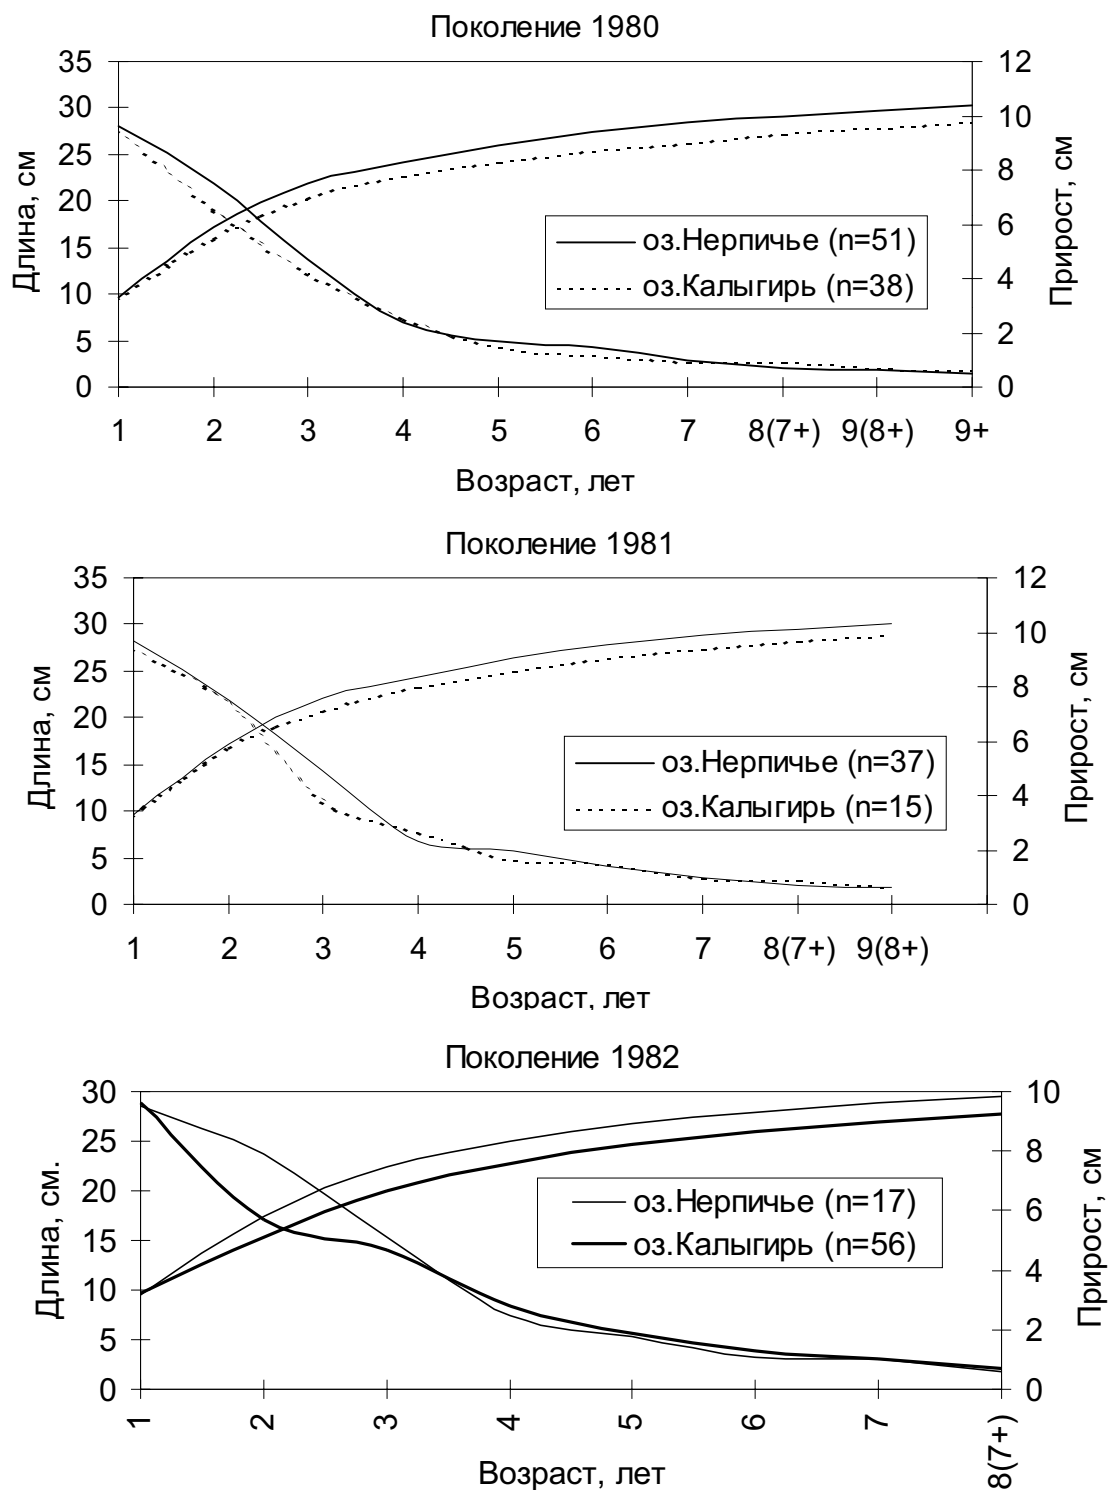 Поколение 1980
35
30
25
20
15
10
5
0
Длина, см
12
10
8
6
4
2
0
Прирост, см
оз.Нерпичье (n=51)
оз.Калыгирь (n=38)
1 2 3 4 5 6 7 8(7+) 9(8+) 9+
Возраст, лет
Поколение 1981
35
30
25
20
15
10
5
0
Длина, см
12
10
8
6
4
2
0
Прирост, см
оз.Нерпичье (n=37)
оз.Калыгирь (n=15)
1 2 3 4 5 6 7 8(7+) 9(8+)
Возраст, лет
Поколение 1982
30
25
20
15
10
5
0
Длина, см.
10
8
6
4
2
0
Прирост, см
оз.Нерпичье (n=17)
оз.Калыгирь (n=56)
1 2 3 4 5 6 7 8(7+)
Возраст, лет